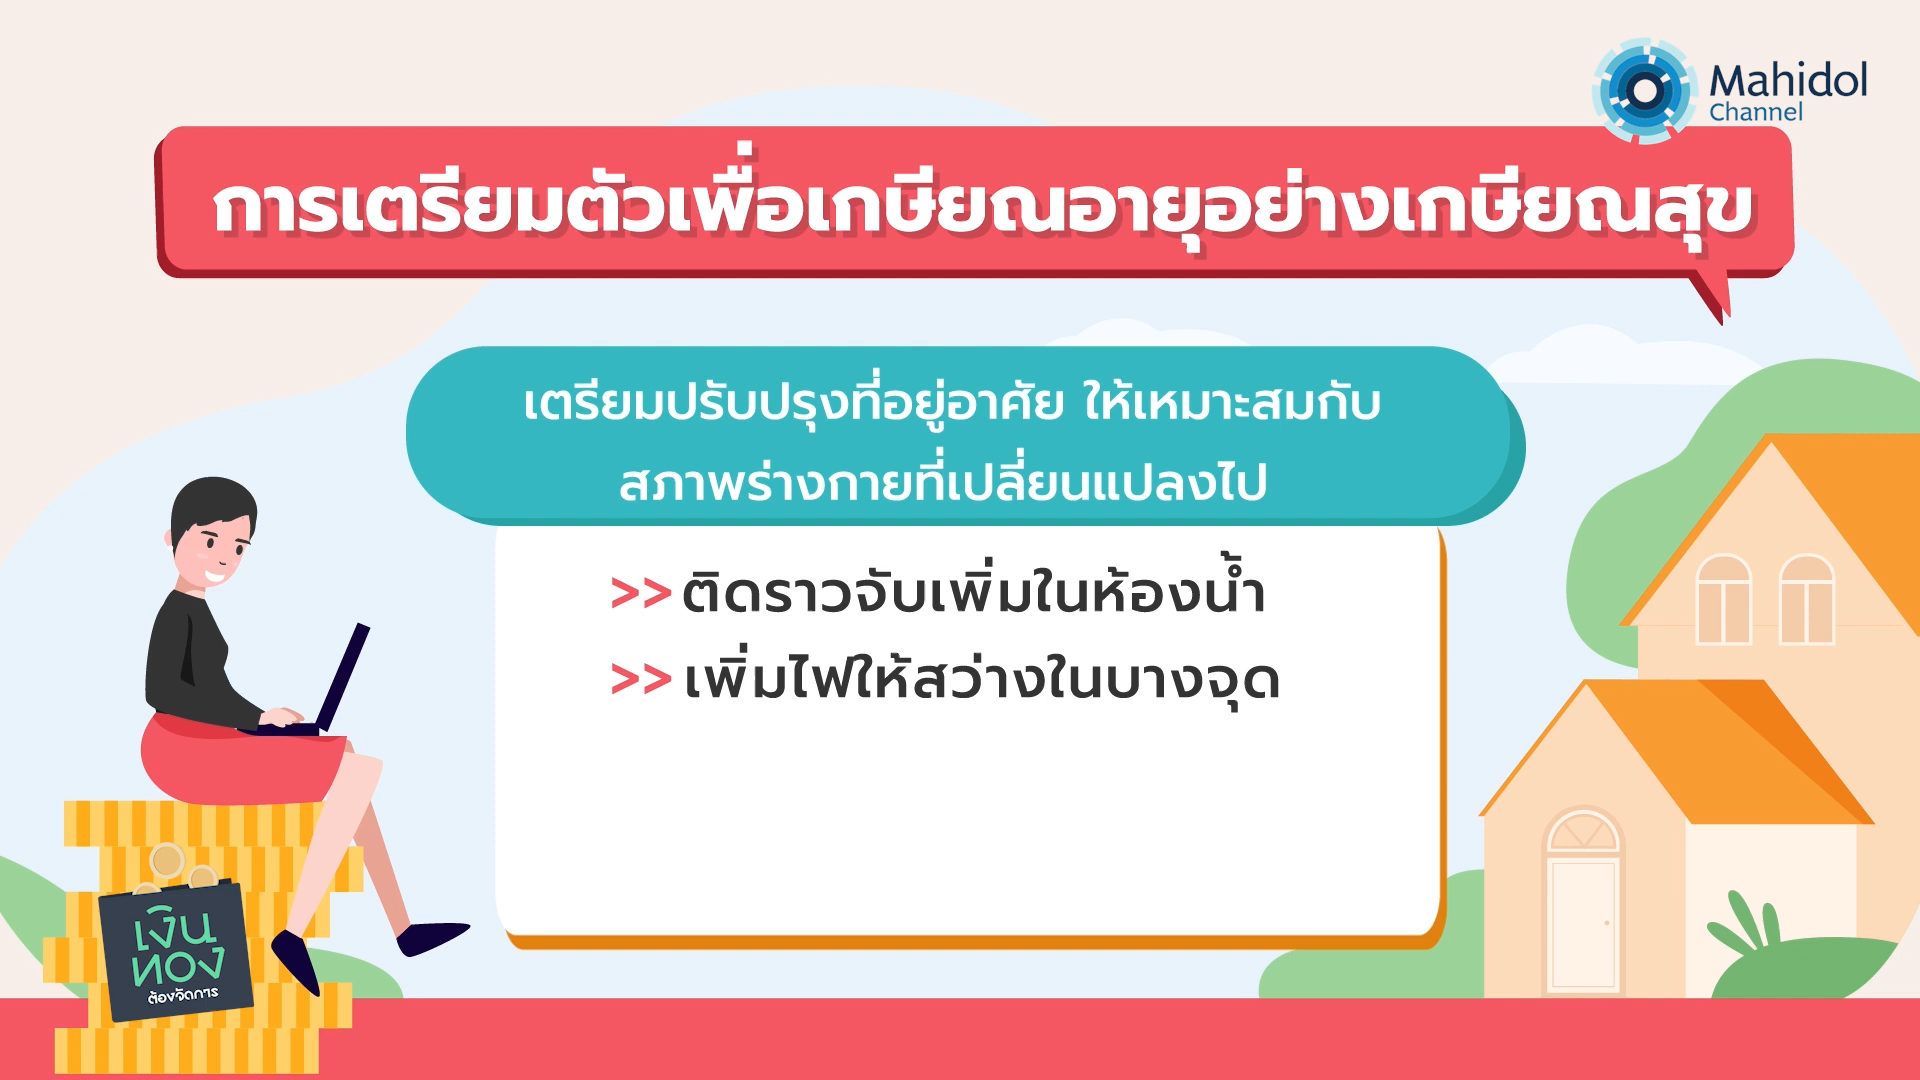 Mahidol
Channel
การเตรียมตัวเพื่อเกษียณอายุอย่างเกษียณสุข
เตรียมปรับปรุงที่อยู่อาศัย ให้เหมาะสมกับ
สภาพร่างกายที่เปลี่ยนแปลงไป
>> ติดราวจับเพิ่มในห้องน้ำ
>> เพิ่มไฟให้สว่างในบางจุด
เงิน
ทอง
ต้องจัดการ